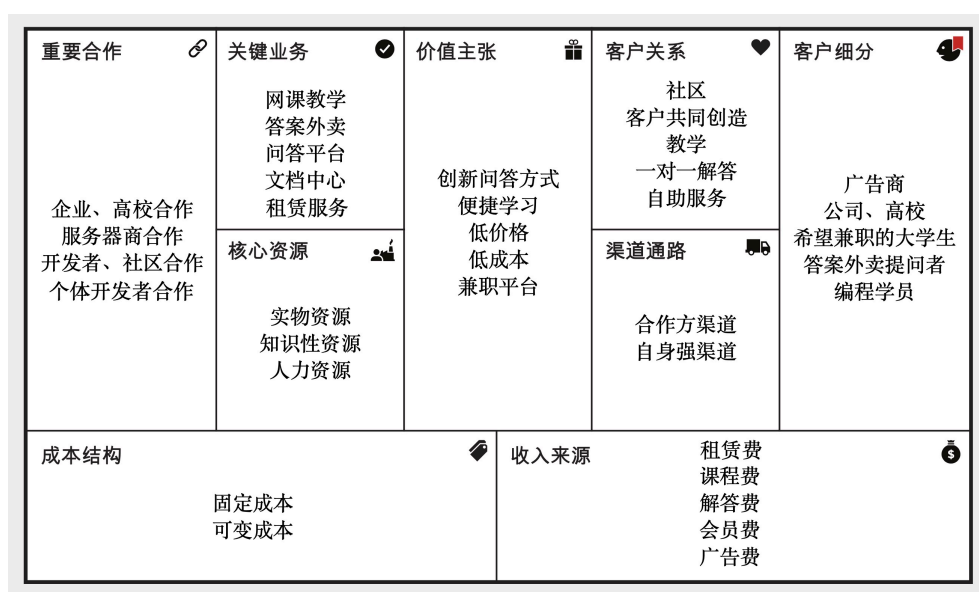 重要合作
企业、高校合作
服务器商合作
开发者、社区合作
个体开发者合作
关键业务
网课教学
答案外卖
问答平台
文档中心
租赁服务
核心资源
实物资源
知识性资源
人力资源
价值主张
创新问答方式
便捷学习
低价格
低成本
兼职平台
客户关系
社区
客户共同创造
教学
一对一解答
自助服务
渠道通路
合作方渠道
自身强渠道
客户细分
广告商
公司、高校
希望兼职的大学生
答案外卖提问者
编程学员
成本结构
固定成本
可变成本
收入来源
$
租赁费
课程费
解答费
会员费
广告费